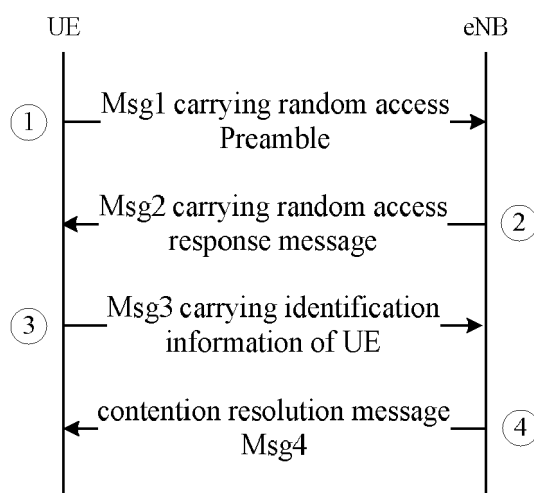 UE
eNB
1
Msg1 carrying random access
Preamble
Msg2 carrying random access
response message
2
3
Msg3 carrying identification
information of UE
contention resolution message
Msg4
4